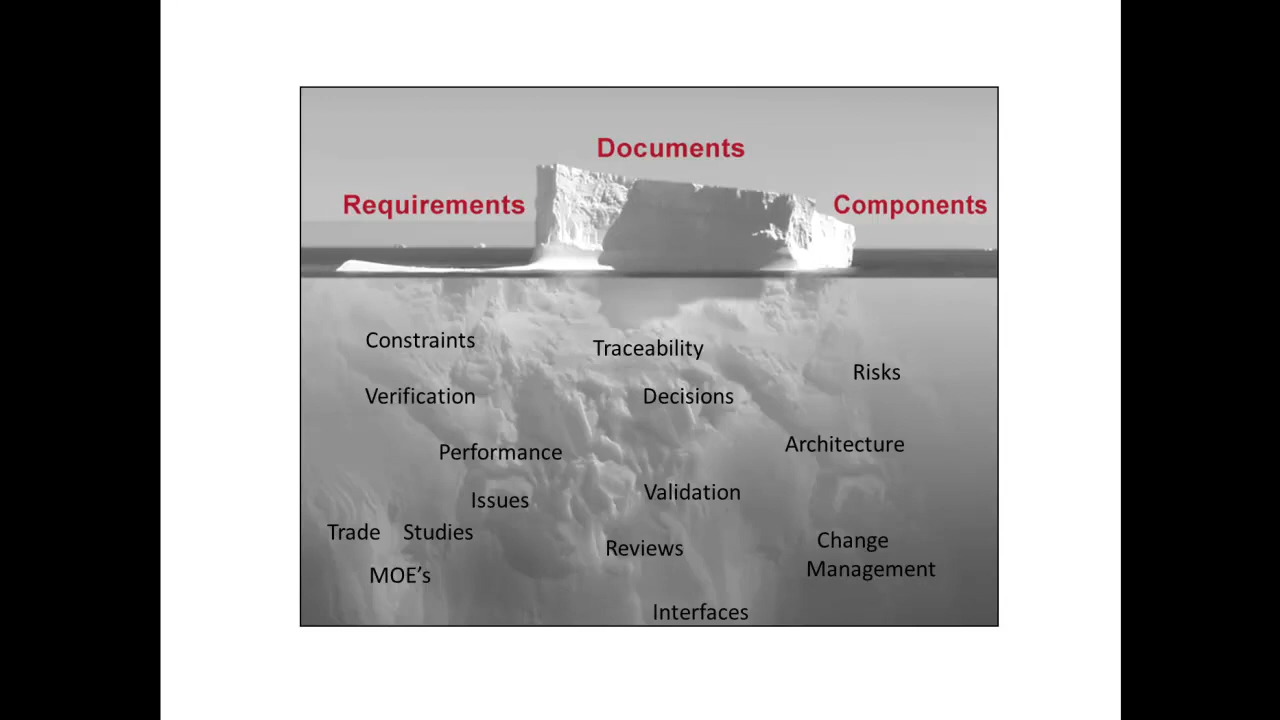 Documents
Requirements
Components
Constraints
Traceability
Risks
Verification
Decisions
Architecture
Performance
Validation
Issues
Trade Studies
Reviews
Change
Management
MOE’s
Interfaces